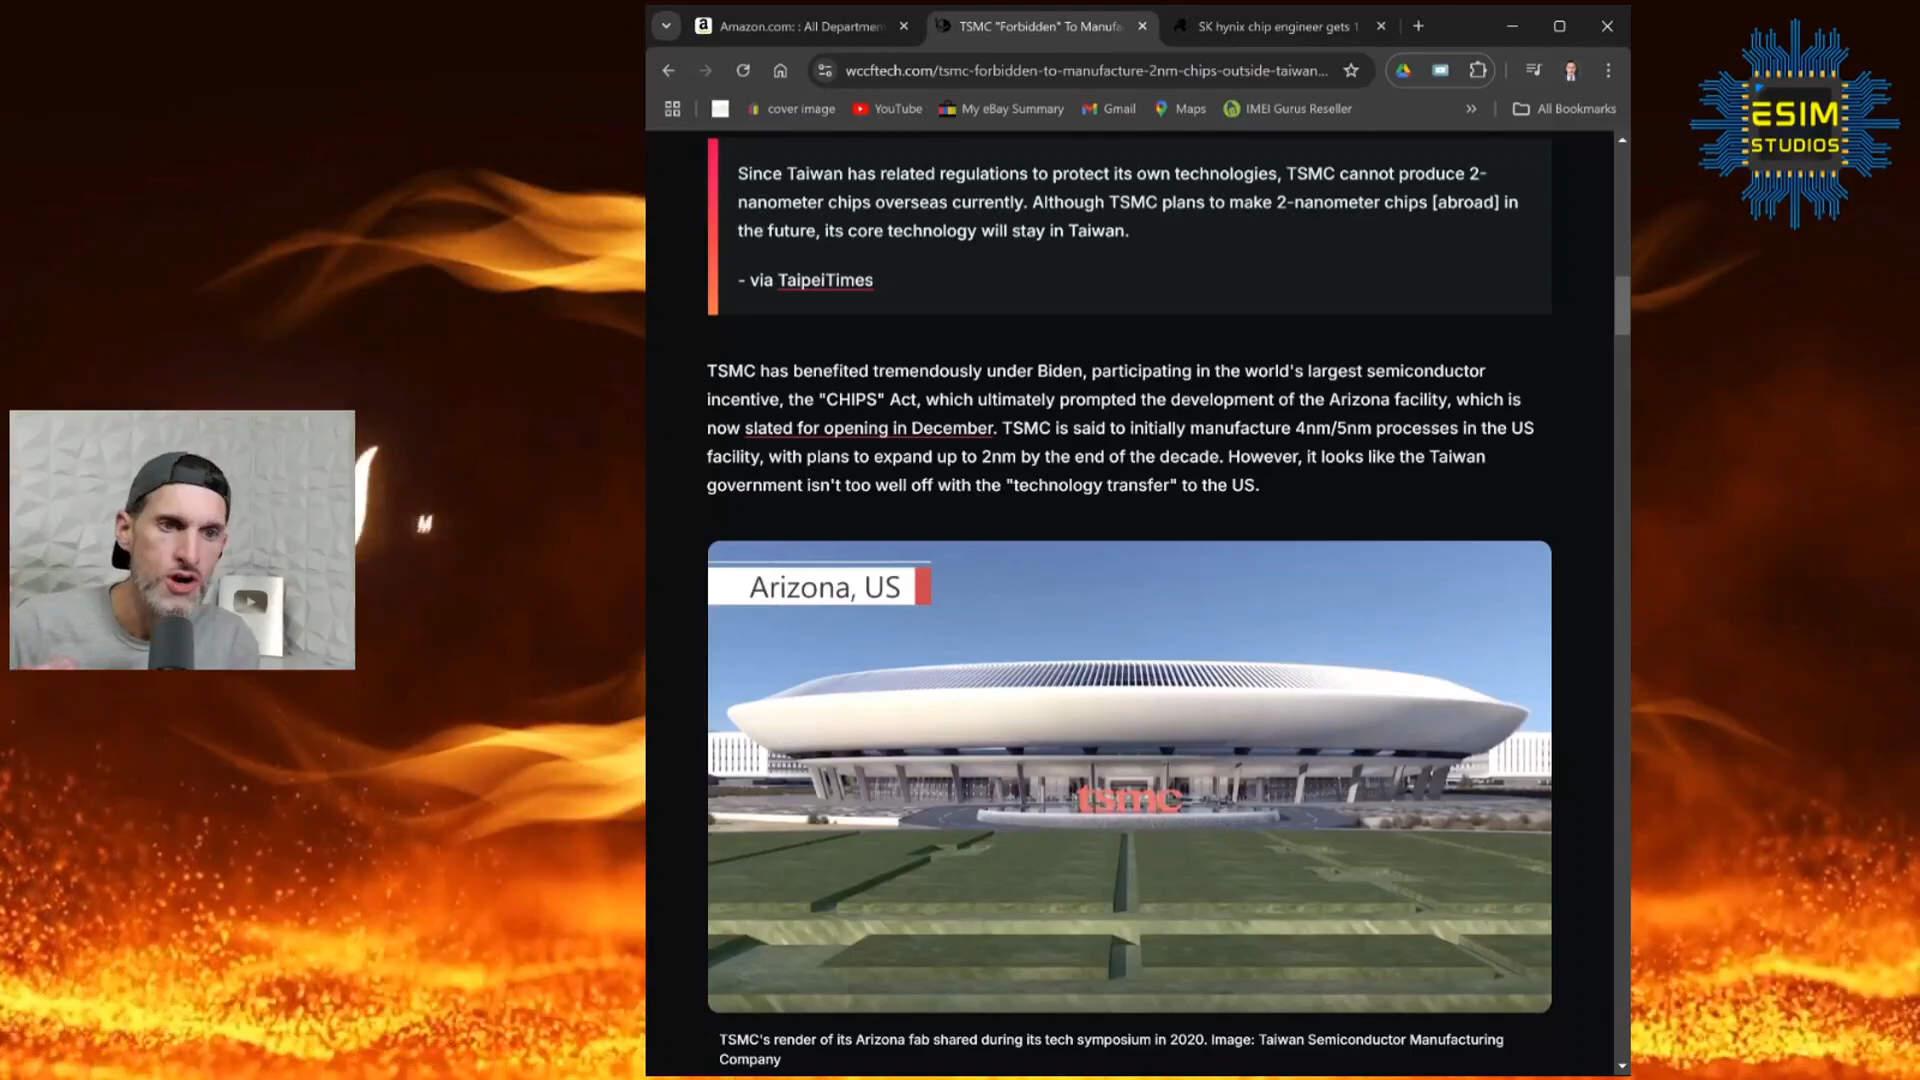 Amazon.com: : All Departmen
TSMC "Forbidden" To Manufa
SK hynix chip engineer gets 1
wccftech.com/tsmc-forbidden-to-manufacture-2nm-chips-outside-taiwan...
cover image
YouTube
My eBay Summary
Gmail
Maps
IMEI Gurus Reseller
All Bookmarks
ESIM
STUDIOS
Since Taiwan has related regulations to protect its own technologies, TSMC cannot produce 2-
nanometer chips overseas currently. Although TSMC plans to make 2-nanometer chips [abroad] in
the future, its core technology will stay in Taiwan.
- via TaipeiTimes
TSMC has benefited tremendously under Biden, participating in the world's largest semiconductor
incentive, the "CHIPS" Act, which ultimately prompted the development of the Arizona facility, which is
now slated for opening in December. TSMC is said to initially manufacture 4nm/5nm processes in the US
facility, with plans to expand up to 2nm by the end of the decade. However, it looks like the Taiwan
government isn't too well off with the "technology transfer" to the US.
M
Arizona, US
tsmc
TSMC's render of its Arizona fab shared during its tech symposium in 2020. Image: Taiwan Semiconductor Manufacturing
Company